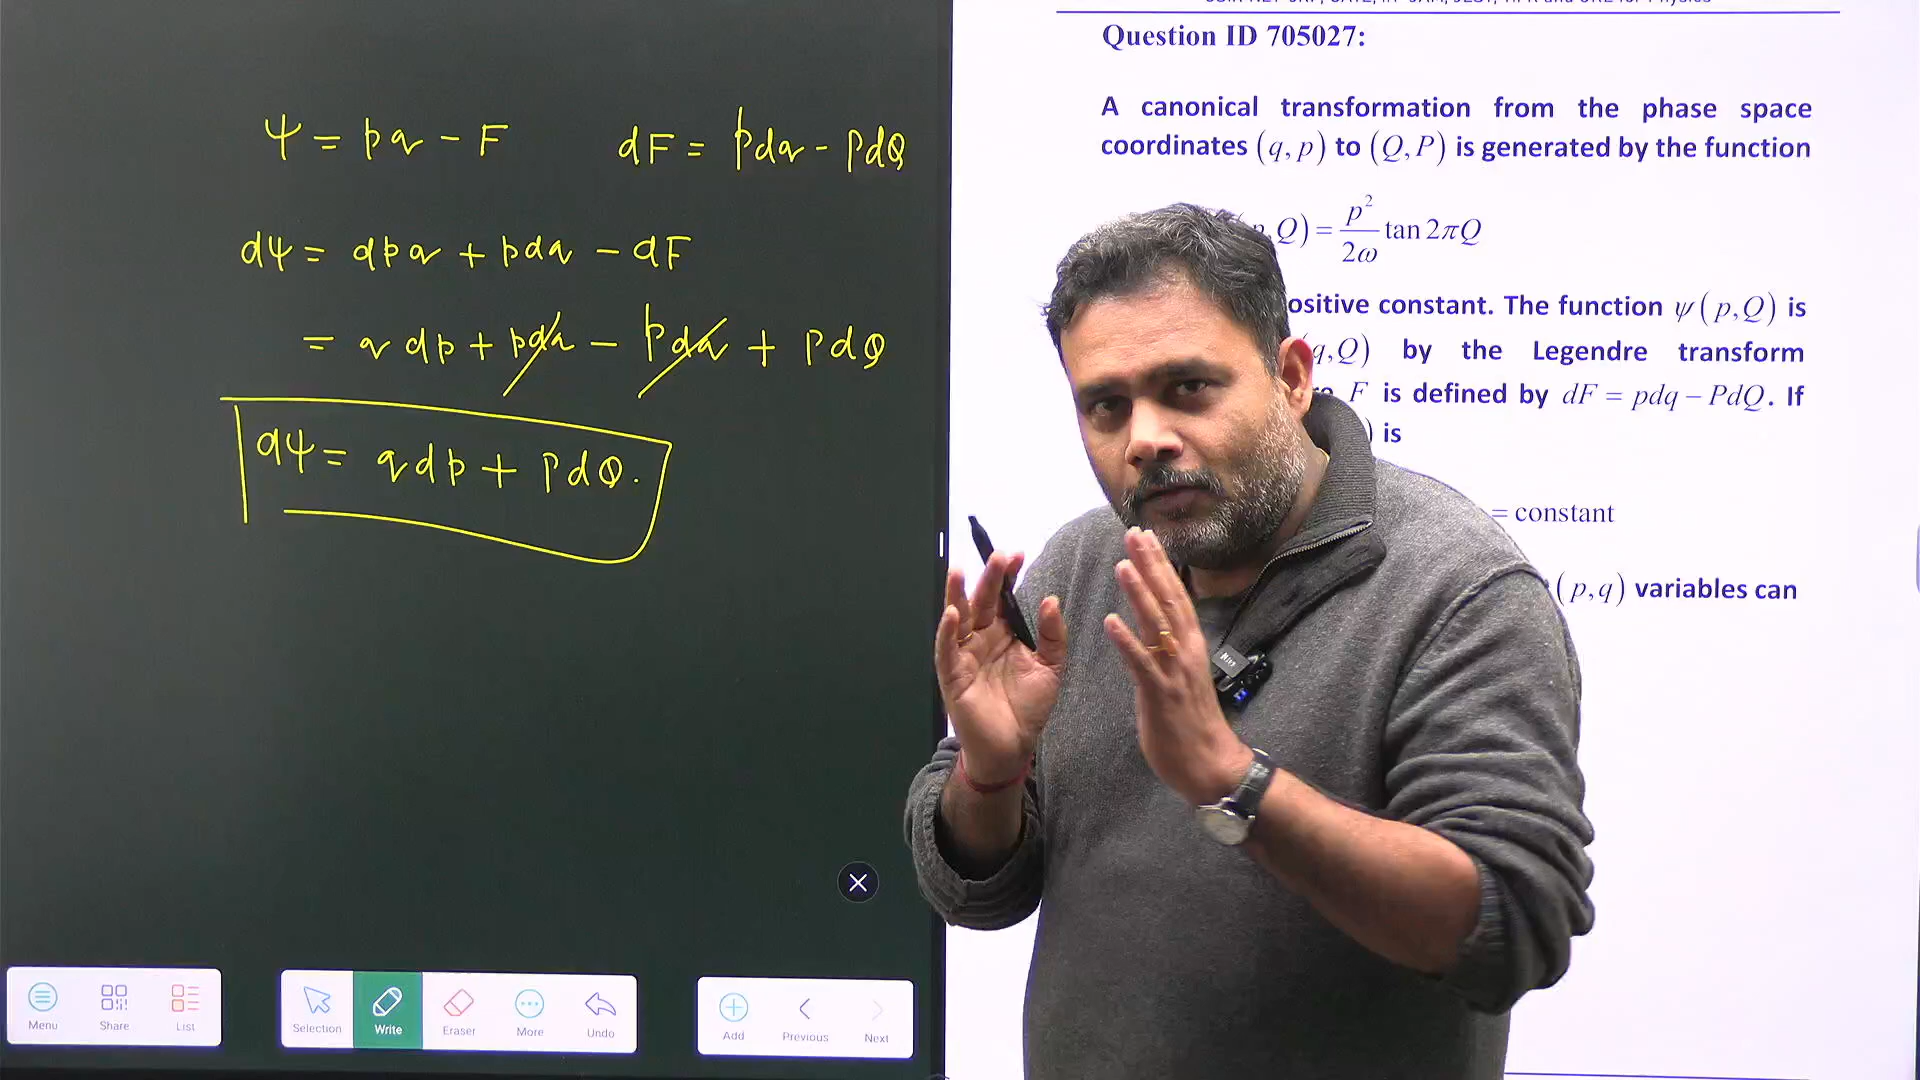 Ψ = pq − F dF = pdq − PdQ
dΨ = dpq + pdq − dF
= q dp + pdq − pdq + PdQ
dΨ = qdp + PdQ.
Menu
Share
List
Selection
Write
Eraser
More
Undo
Add
Previous
Next
Question ID 705027:
A canonical transformation from the phase space
coordinates (q, p) to (Q, P) is generated by the function
Q) = p²/2ω tan 2πQ
ositive constant. The function ψ(p,Q) is
q,Q) by the Legendre transform
F is defined by dF = pdq − PdQ. If
) is
= constant
(p,q) variables can